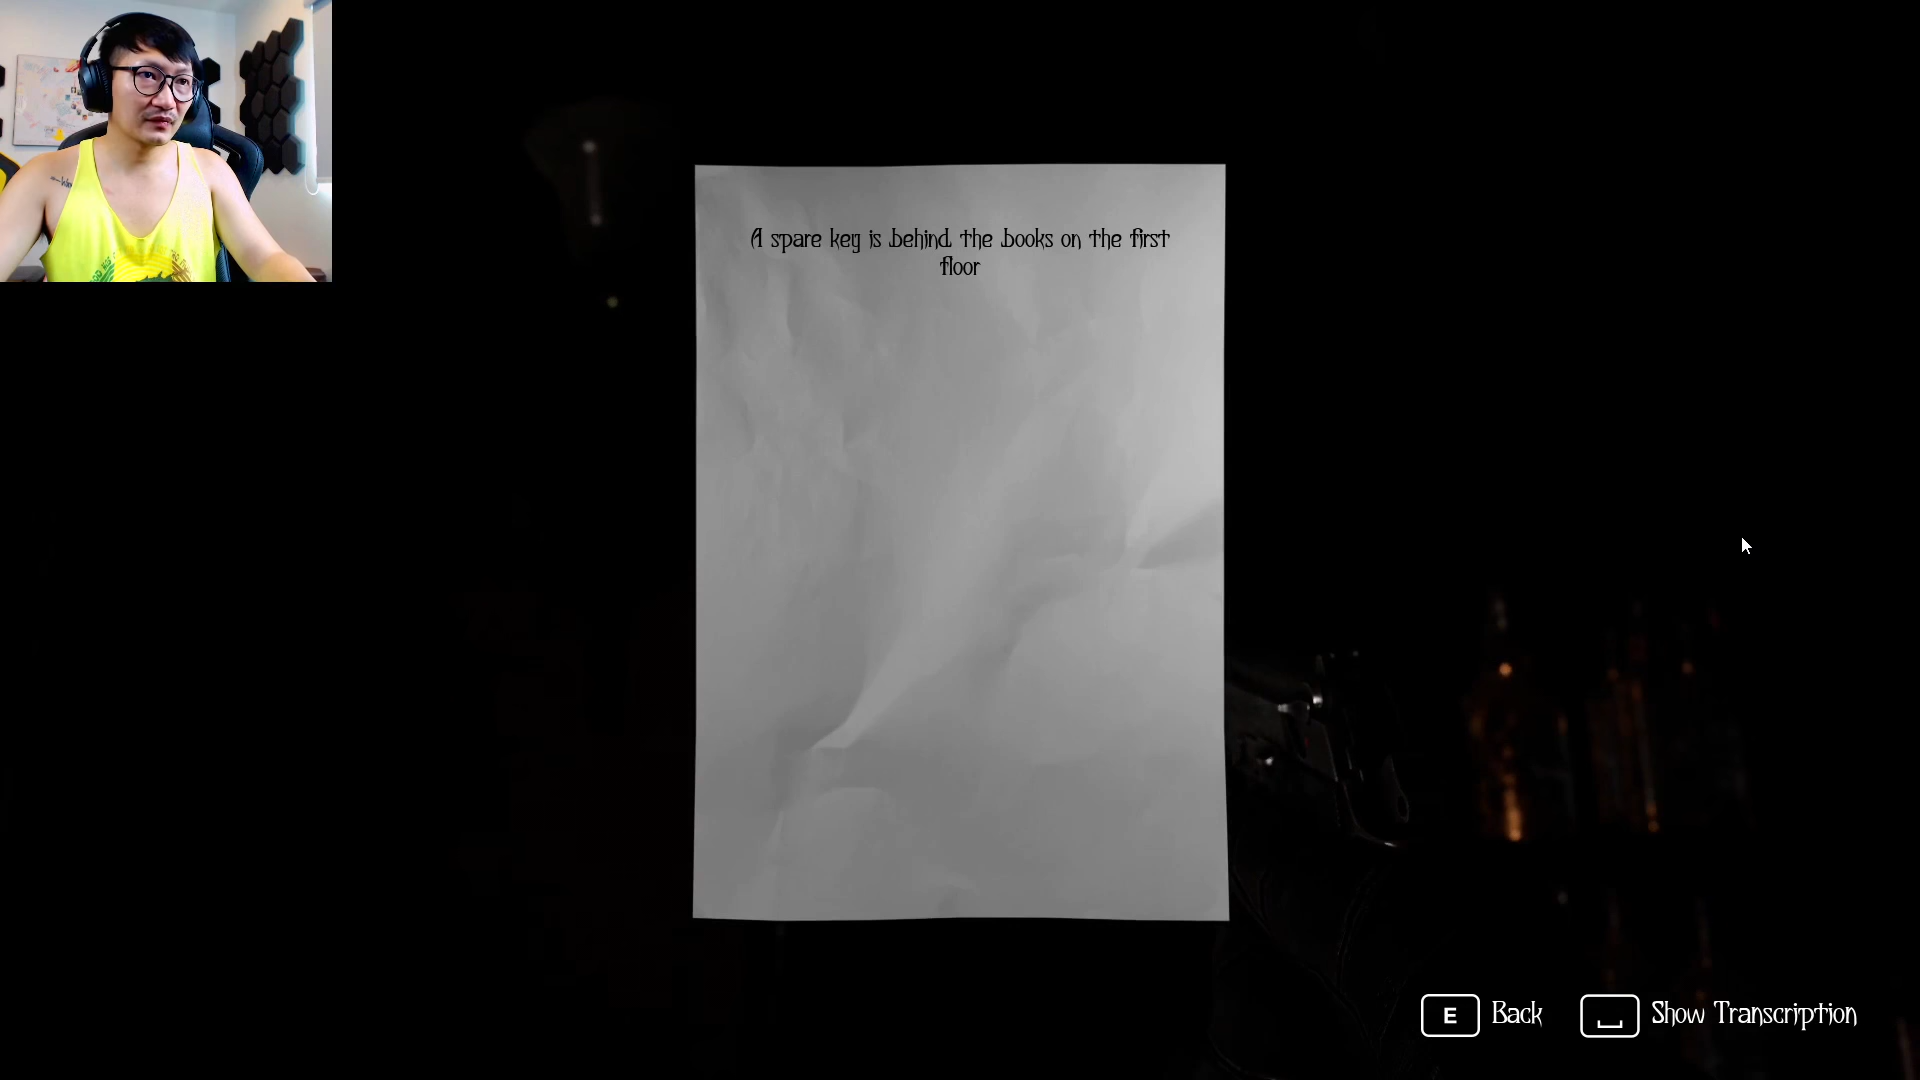 A spare key is behind the books on the first
floor
E Back Show Transcription